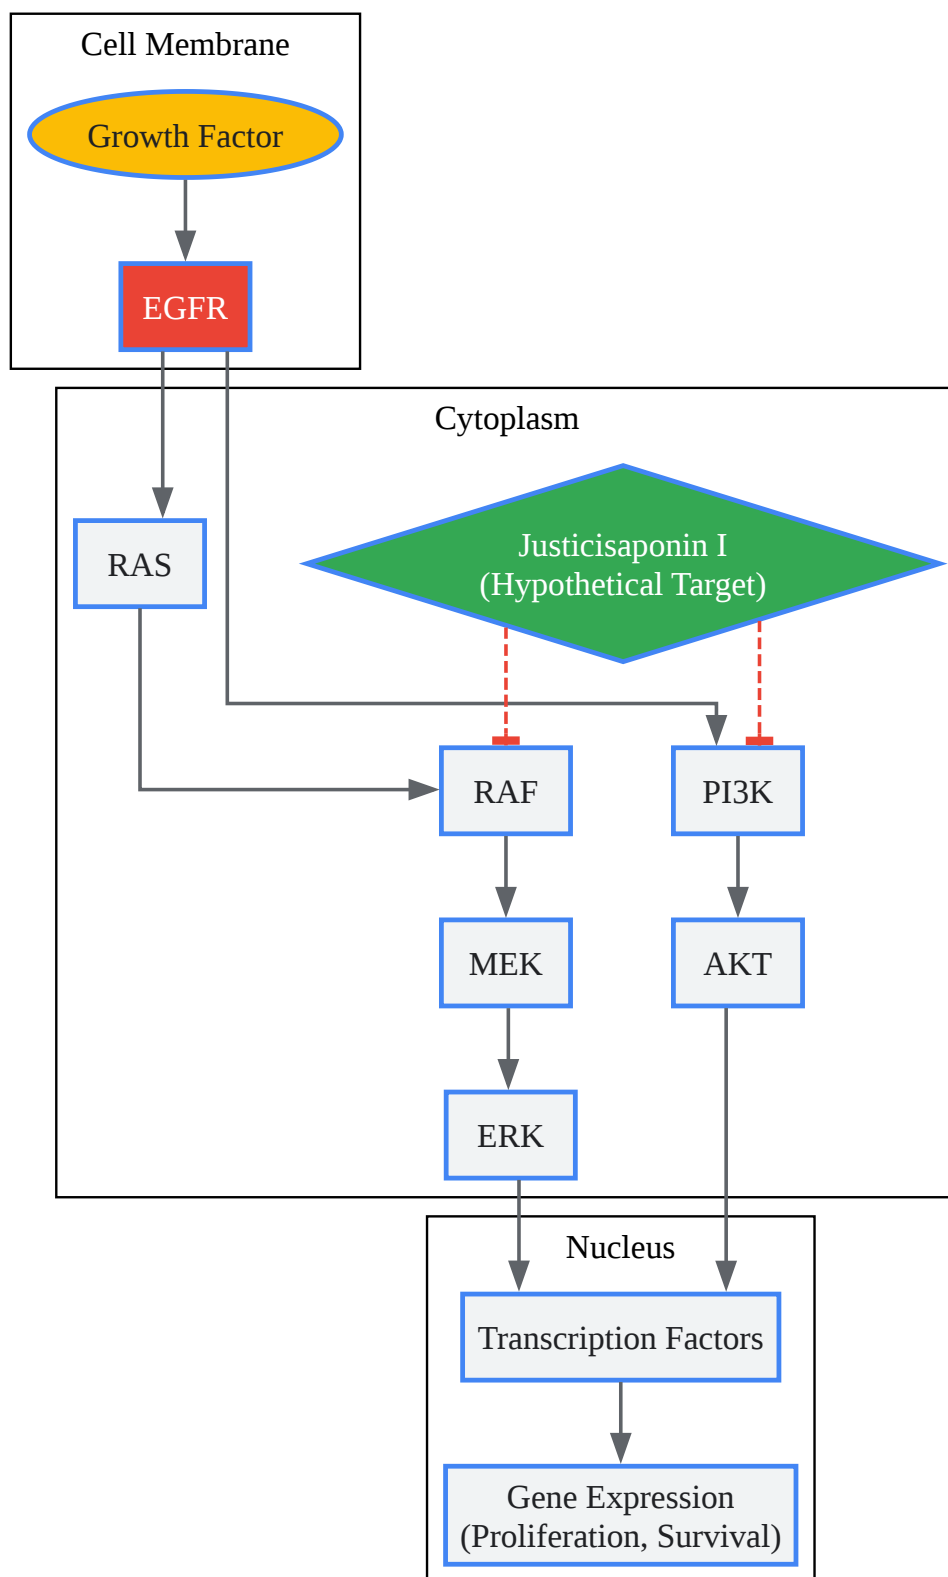 Cell Membrane
Growth Factor
EGFR
Cytoplasm
Justicisaponin I
(Hypothetical Target)
RAS
RAF
PI3K
MEK
AKT
ERK
Nucleus
Transcription Factors
Gene Expression
(Proliferation, Survival)